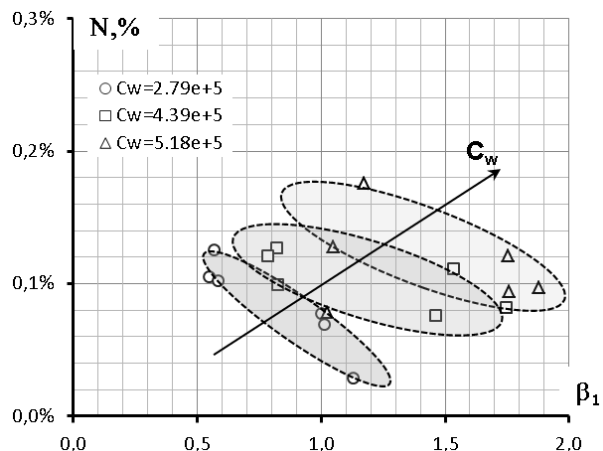 0,3%
N,%
Cw=2.79e+5
Cw=4.39e+5
Cw=5.18e+5
0,2%
Cw
0,1%
0,0%
β1
0,0 0,5 1,0 1,5 2,0